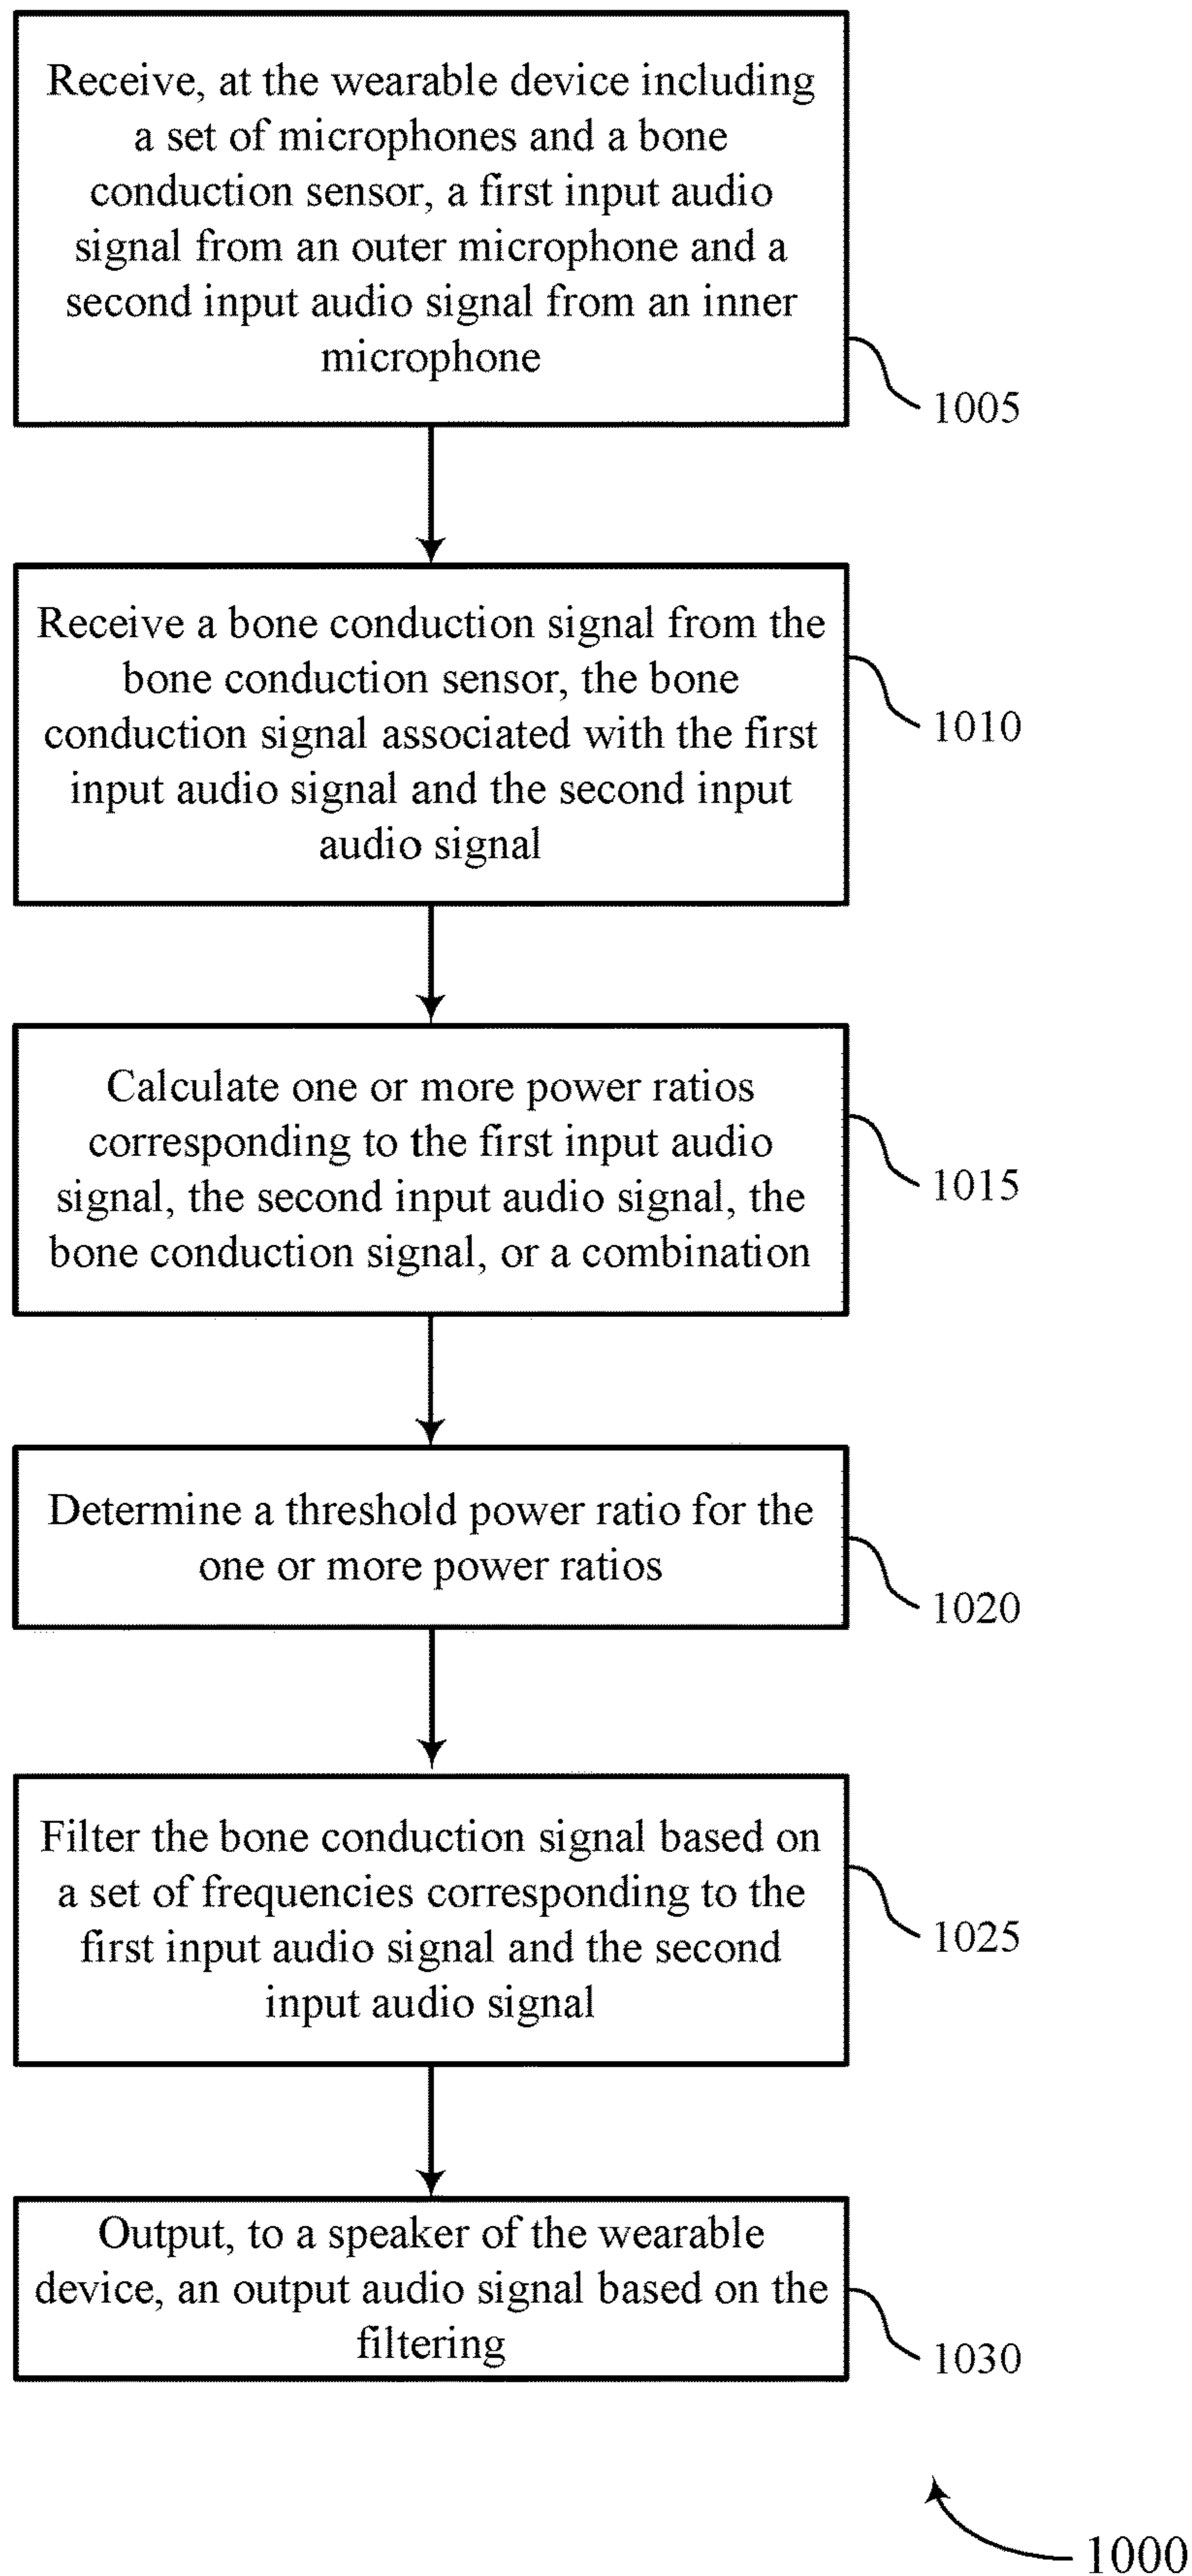 Receive, at the wearable device including
a set of microphones and a bone
conduction sensor, a first input audio
signal from an outer microphone and a
second input audio signal from an inner
microphone
1005
Receive a bone conduction signal from the
bone conduction sensor, the bone
conduction signal associated with the first
input audio signal and the second input
audio signal
1010
Calculate one or more power ratios
corresponding to the first input audio
signal, the second input audio signal, the
bone conduction signal, or a combination
1015
Determine a threshold power ratio for the
one or more power ratios
1020
Filter the bone conduction signal based on
a set of frequencies corresponding to the
first input audio signal and the second
input audio signal
1025
Output, to a speaker of the wearable
device, an output audio signal based on the
filtering
1030
1000